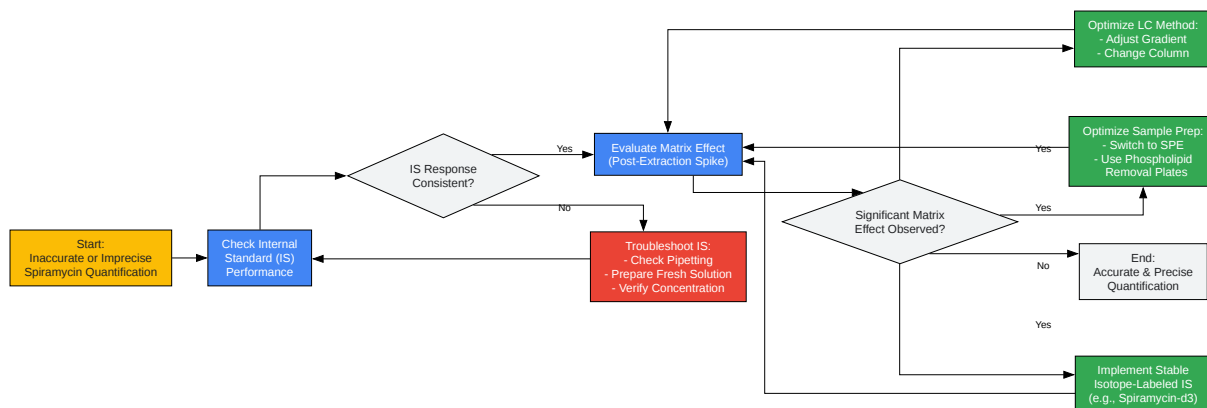 Start:
Inaccurate or Imprecise
Spiramycin Quantification
Check Internal
Standard (IS)
Performance
IS Response
Consistent?
Yes
No
Troubleshoot IS:
- Check Pipetting
- Prepare Fresh Solution
- Verify Concentration
Evaluate Matrix Effect
(Post-Extraction Spike)
Significant Matrix
Effect Observed?
Yes
Yes
No
Yes
Optimize LC Method:
- Adjust Gradient
- Change Column
Optimize Sample Prep:
- Switch to SPE
- Use Phospholipid
Removal Plates
End:
Accurate & Precise
Quantification
Implement Stable
Isotope-Labeled IS
(e.g., Spiramycin-d3)